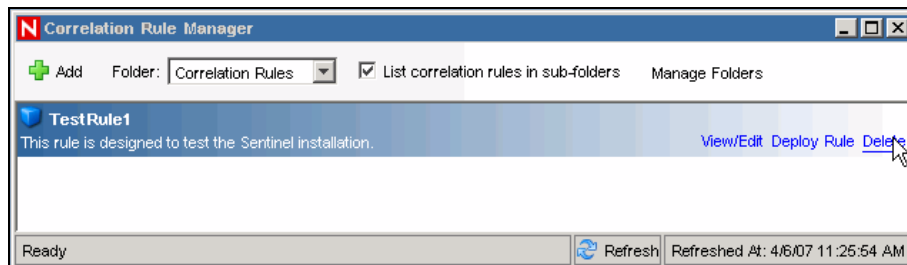 N Correlation Rule Manager
Add Folder: Correlation Rules List correlation rules in sub-folders Manage Folders
TestRule1
This rule is designed to test the Sentinel installation. View/Edit Deploy Rule Delete
Ready Refresh Refreshed At: 4/6/07 11:25:54 AM